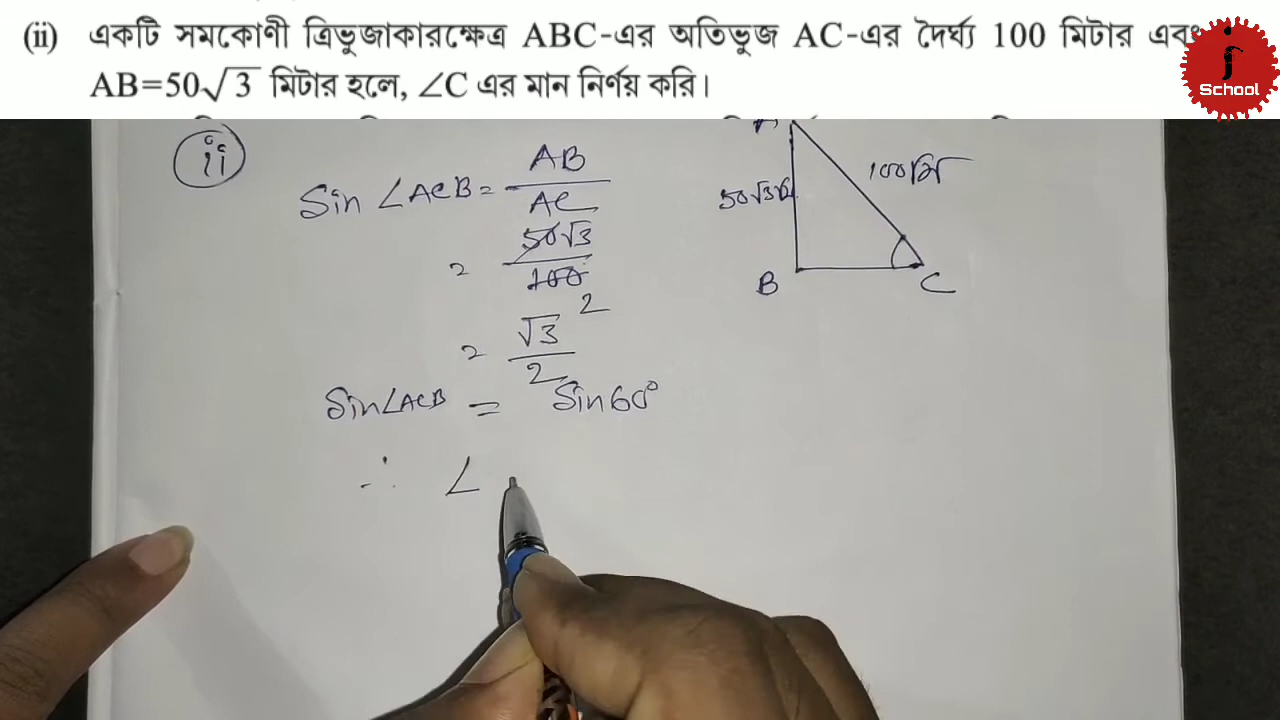 (ii) একটি সমকোণী ত্রিভুজাকারক্ষেত্র ABC-এর অতিভুজ AC-এর দৈর্ঘ্য 100 মিটার এবং
AB=50√3 মিটার হলে, ∠C এর মান নির্ণয় করি।
School
ii
Sin ∠ACB = AB / AC
= 50√3 / 100
2
= √3 / 2
Sin∠ACB = Sin60°
∴ ∠
A
50√3মি
100মি
B
C